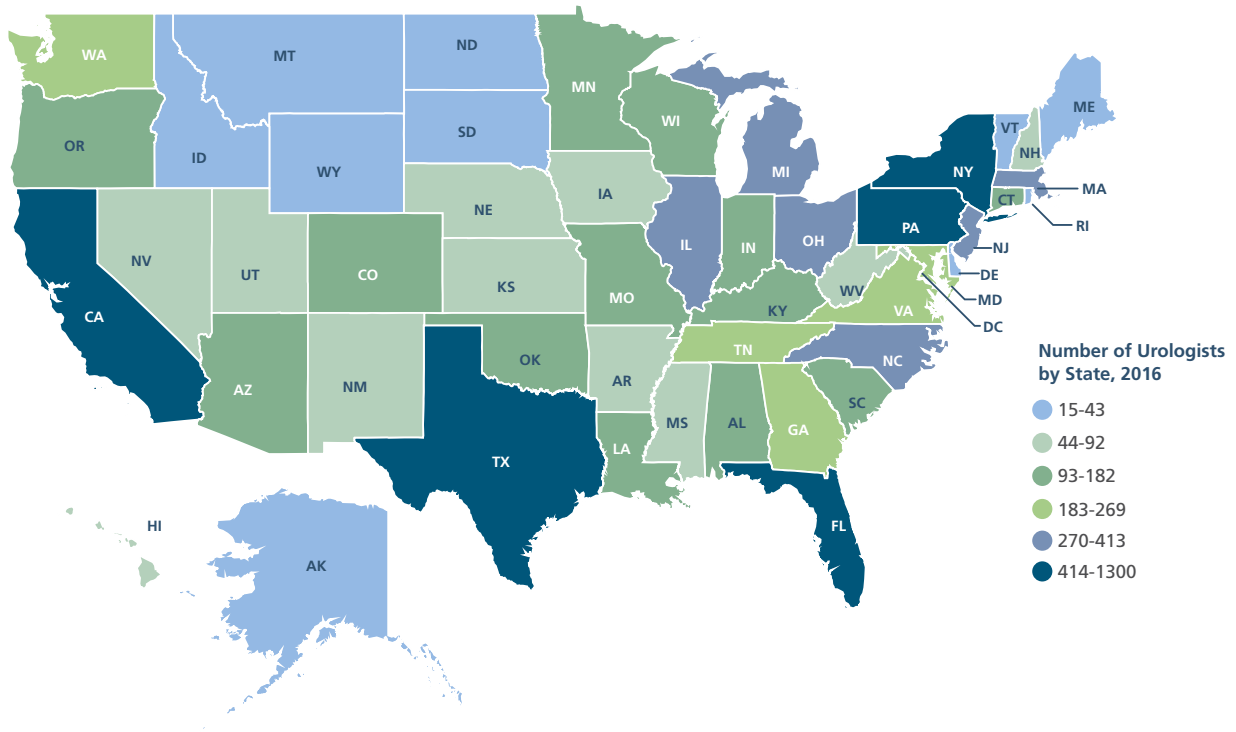 WA
MT
ND
MN
ME
VT
OR
ID
SD
WI
NH
WY
MI
NY
MA
NE
IA
CT
PA
RI
NV
UT
CO
IL
IN
OH
NJ
KS
MO
WV
DE
CA
KY
VA
MD
DC
TN
NC
AZ
NM
OK
AR
SC
MS
AL
GA
LA
TX
FL
HI
AK
Number of Urologists
by State, 2016
15-43
44-92
93-182
183-269
270-413
414-1300